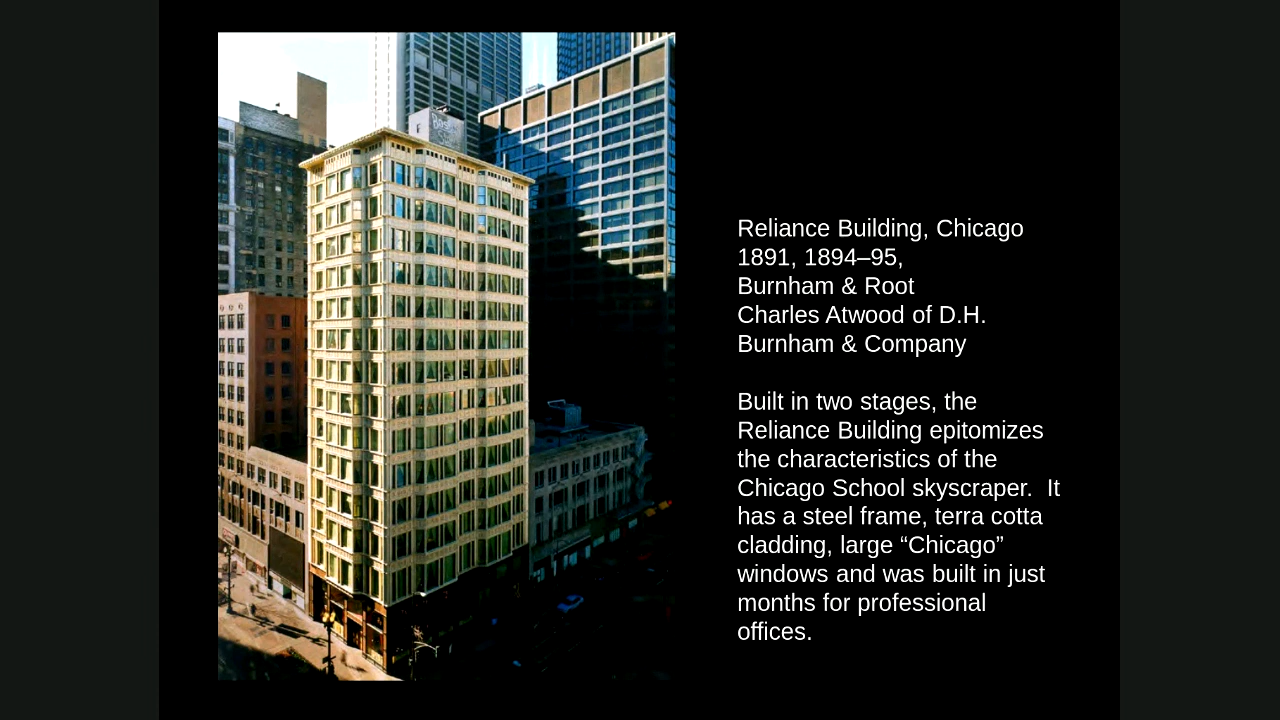 Reliance Building, Chicago
1891, 1894–95,
Burnham & Root
Charles Atwood of D.H.
Burnham & Company
Built in two stages, the
Reliance Building epitomizes
the characteristics of the
Chicago School skyscraper.  It
has a steel frame, terra cotta
cladding, large “Chicago”
windows and was built in just
months for professional
offices.